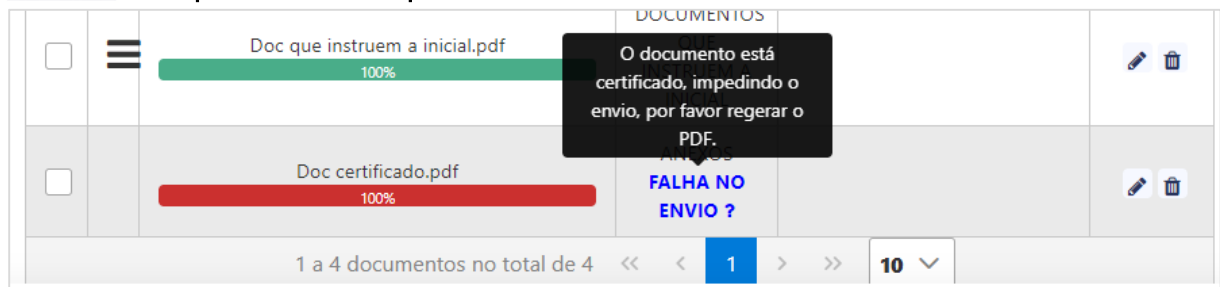 DOCUMENTOS
Doc que instruem a inicial.pdf
100%
O documento está
certificado, impedindo o
envio, por favor regerar o
PDF.
ANEXOS
Doc certificado.pdf
100%
FALHA NO
ENVIO ?
1 a 4 documentos no total de 4 << < 1 > >> 10